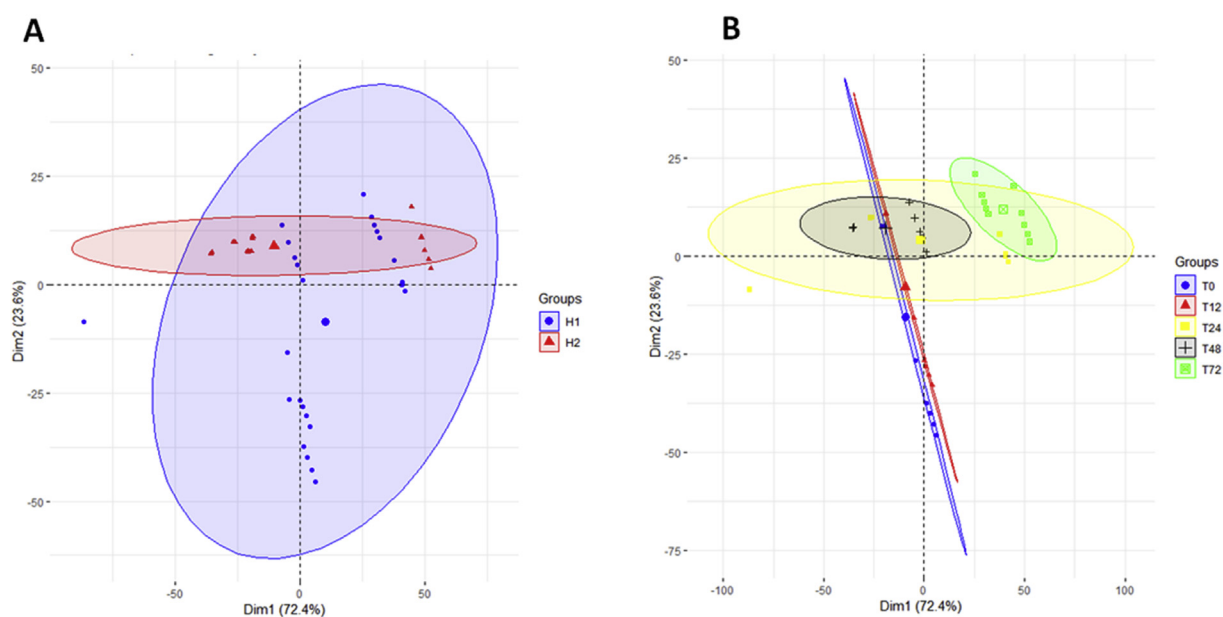 A
B
50
25
0
-25
-50
Dim2 (23.6%)
-50
0
50
Dim1 (72.4%)
Groups
H1
H2
50
25
0
-25
-50
-75
Dim2 (23.6%)
-100
-50
0
50
100
Dim1 (72.4%)
Groups
T0
T12
T24
T48
T72